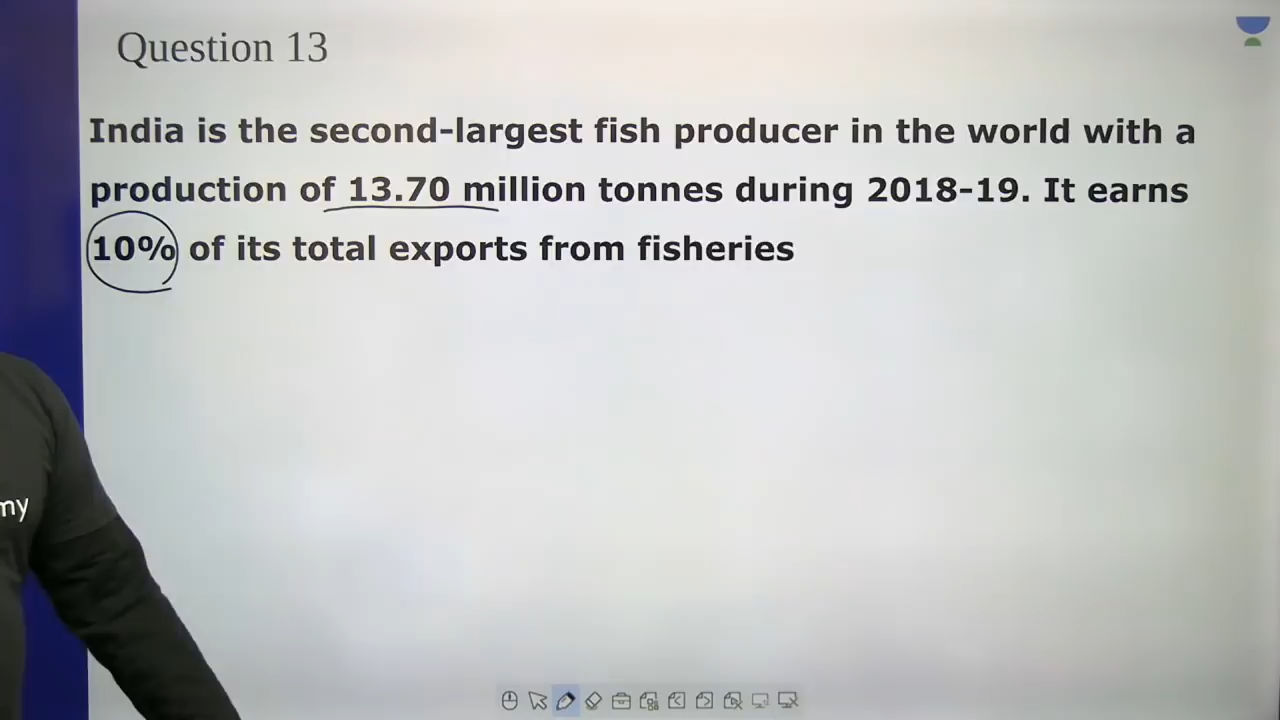 Question 13
India is the second-largest fish producer in the world with a
production of 13.70 million tonnes during 2018-19. It earns
10% of its total exports from fisheries
my